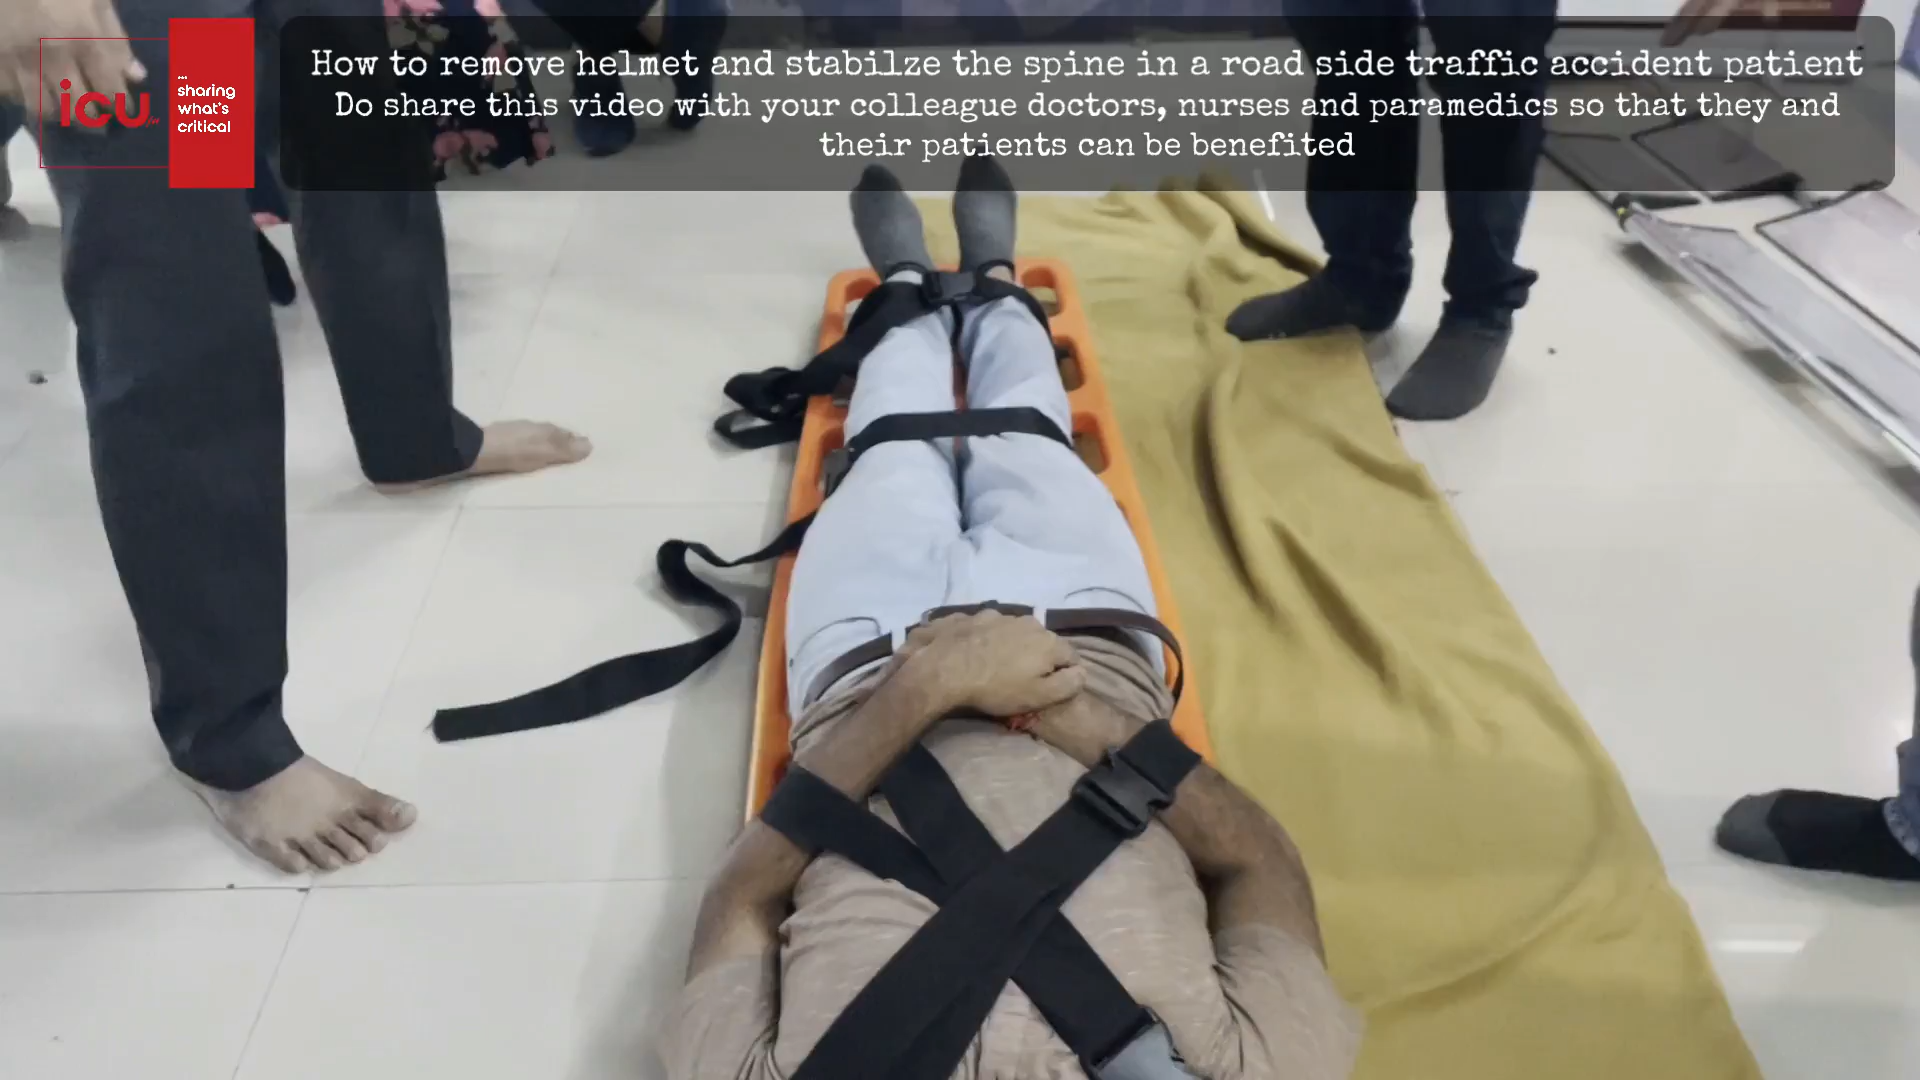 icu
...
sharing
what's
critical
How to remove helmet and stabilze the spine in a road side traffic accident patient
Do share this video with your colleague doctors, nurses and paramedics so that they and
their patients can be benefited